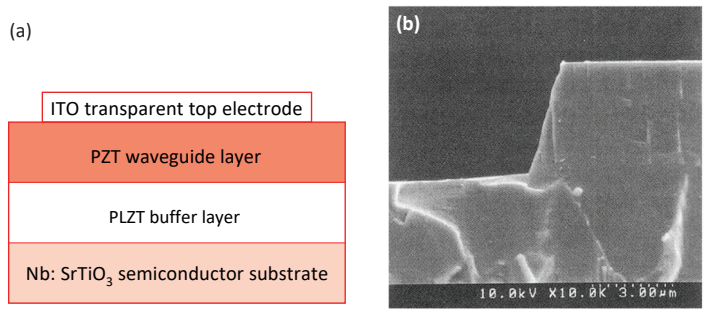 (a)
ITO transparent top electrode
PZT waveguide layer
PLZT buffer layer
Nb: SrTiO₃ semiconductor substrate
(b)
10.0kV X10.0K 3.00µm